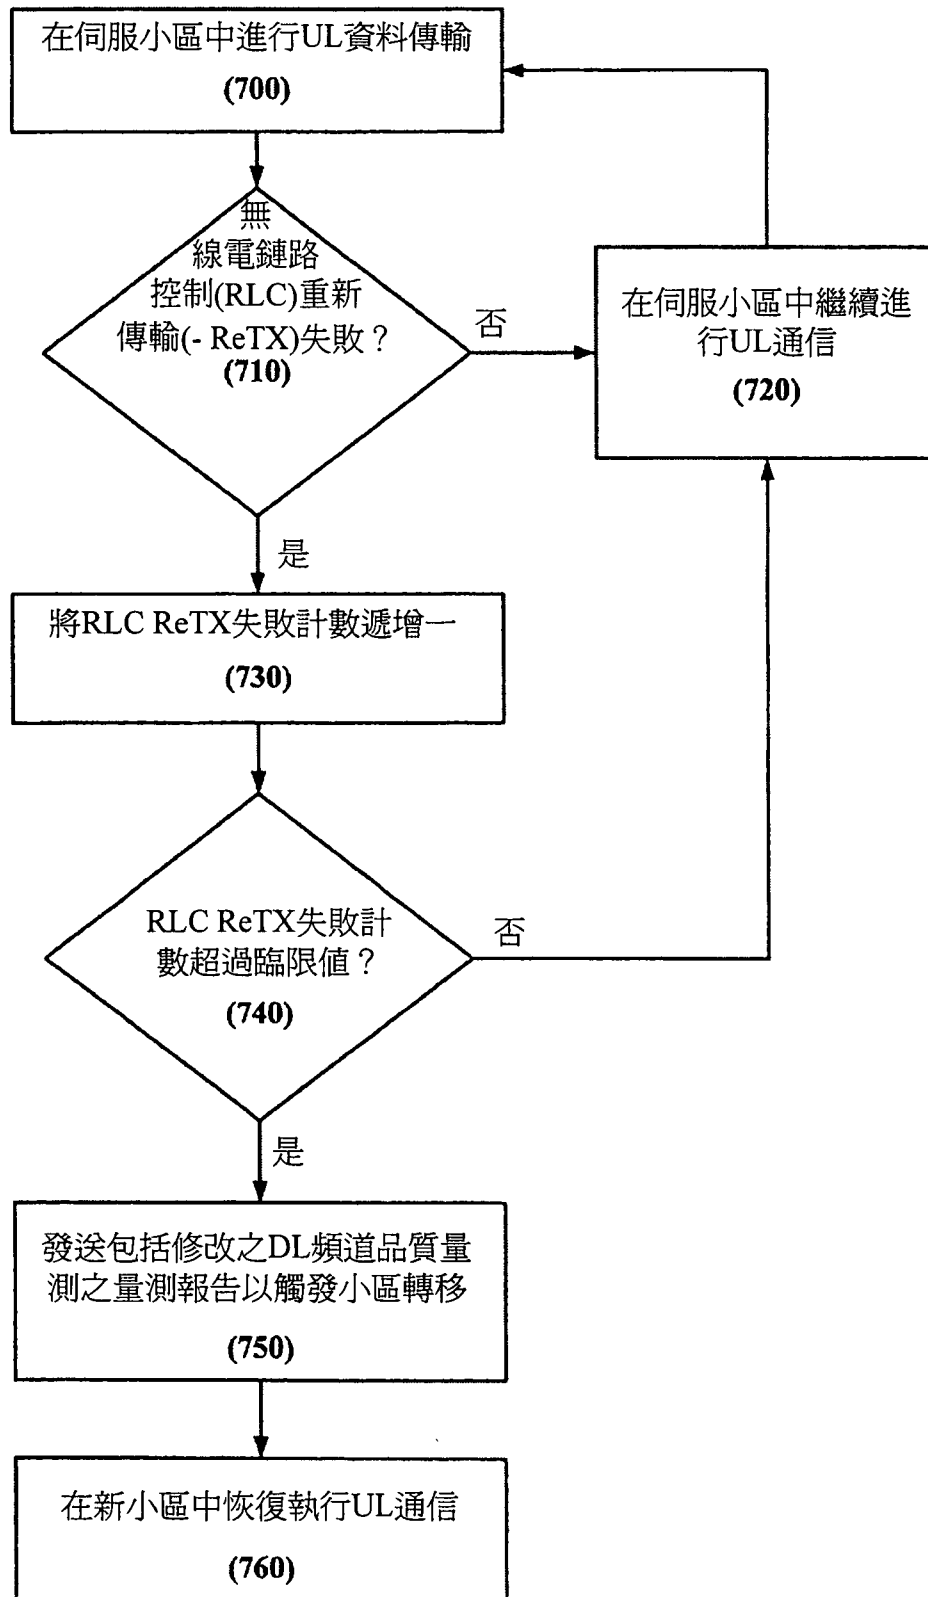 在伺服小區中進行UL資料傳輸
(700)
無
線電鏈路
控制(RLC)重新
傳輸(- ReTX)失敗？
(710)
否
在伺服小區中繼續進
行UL通信
(720)
是
將RLC ReTX失敗計數遞增一
(730)
RLC ReTX失敗計
數超過臨限值？
(740)
否
是
發送包括修改之DL頻道品質量
測之量測報告以觸發小區轉移
(750)
在新小區中恢復執行UL通信
(760)